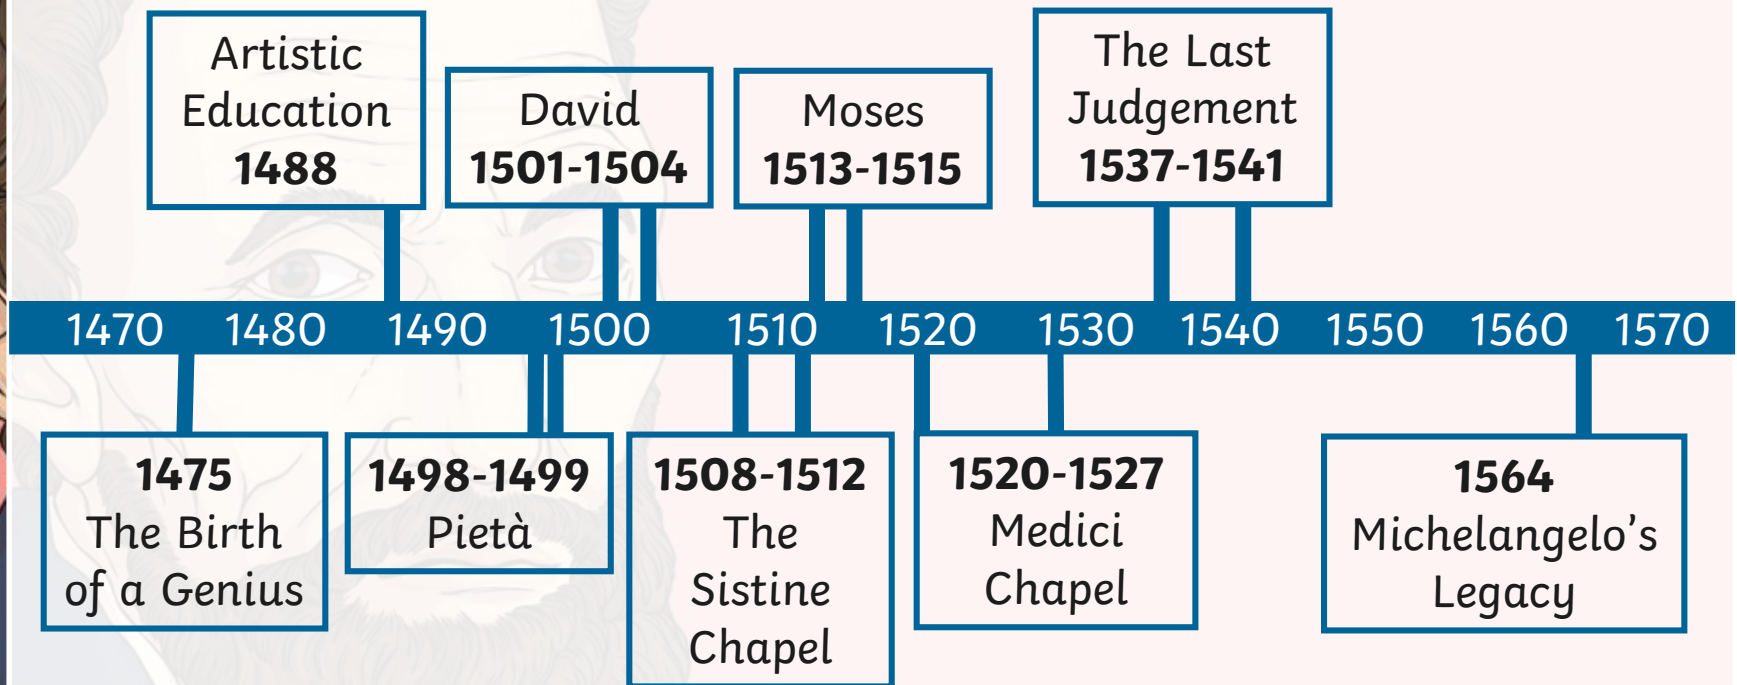 Artistic
Education
1488
David
1501-1504
Moses
1513-1515
The Last
Judgement
1537-1541
1470 1480 1490 1500 1510 1520 1530 1540 1550 1560 1570
1475
The Birth
of a Genius
1498-1499
Pietà
1508-1512
The
Sistine
Chapel
1520-1527
Medici
Chapel
1564
Michelangelo’s
Legacy